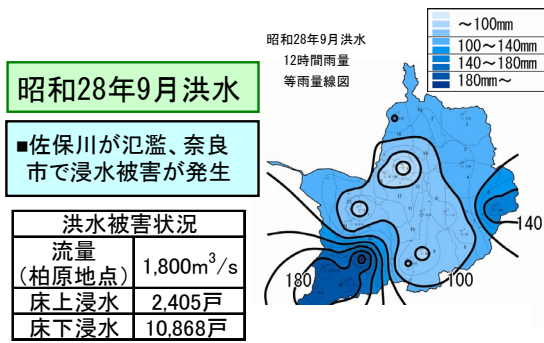 昭和28年9月洪水
12時間雨量
等雨量線図
～100mm
100～140mm
140～180mm
180mm～
昭和28年9月洪水
■佐保川が氾濫、奈良
市で浸水被害が発生
洪水被害状況
流量
(柏原地点)
1,800m³/s
床上浸水 2,405戸
床下浸水 10,868戸
180
100
140